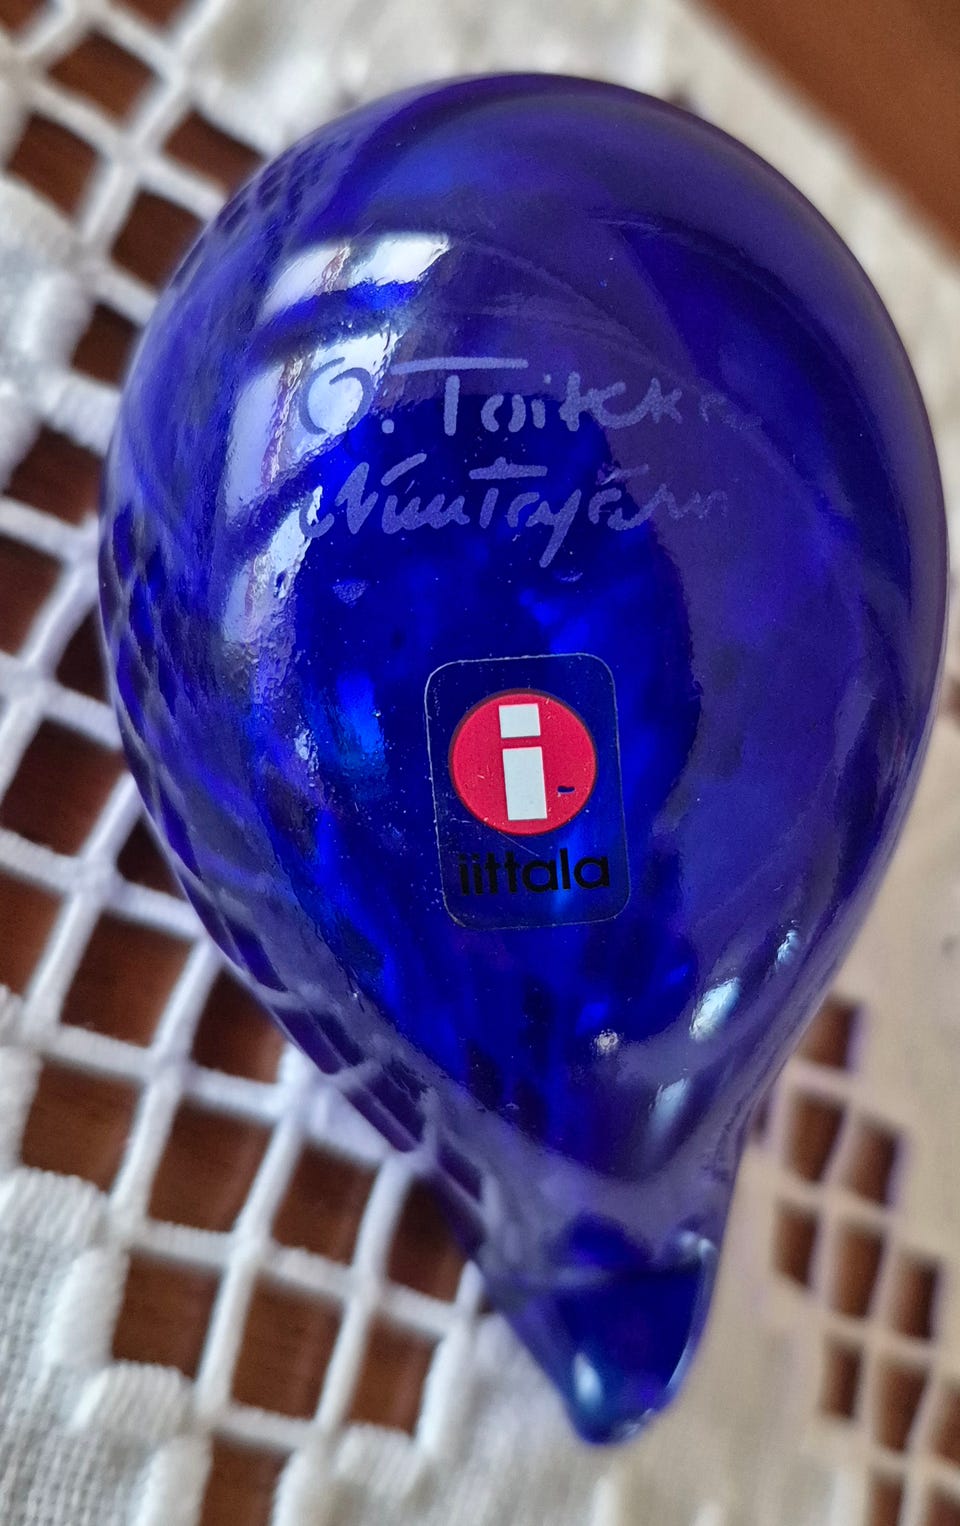 O. Toikka
Nuutajärvi
i
iittala